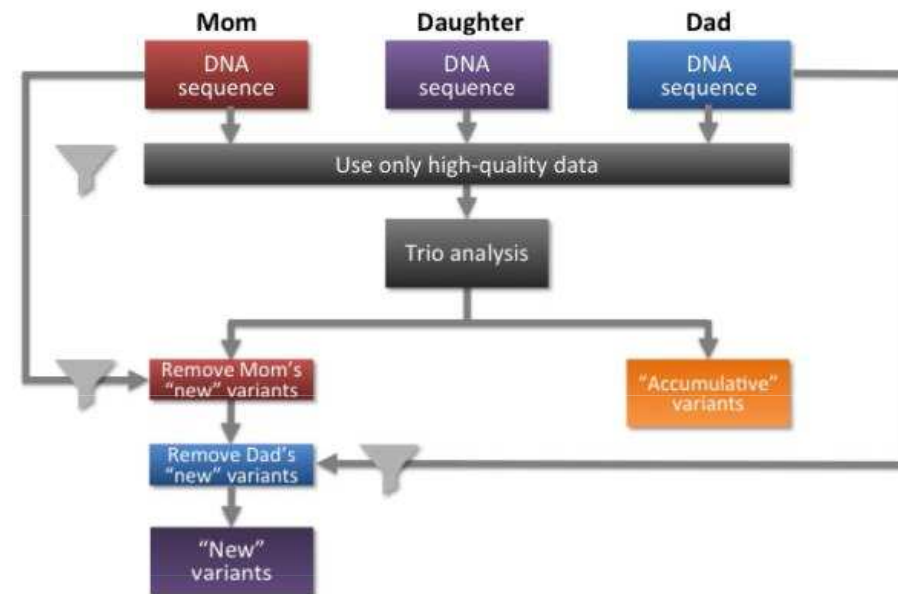 Mom
Daughter
Dad
DNA
sequence
DNA
sequence
DNA
sequence
Use only high-quality data
Trio analysis
Remove Mom's
"new" variants
"Accumulative"
variants
Remove Dad's
"new" variants
"New"
variants